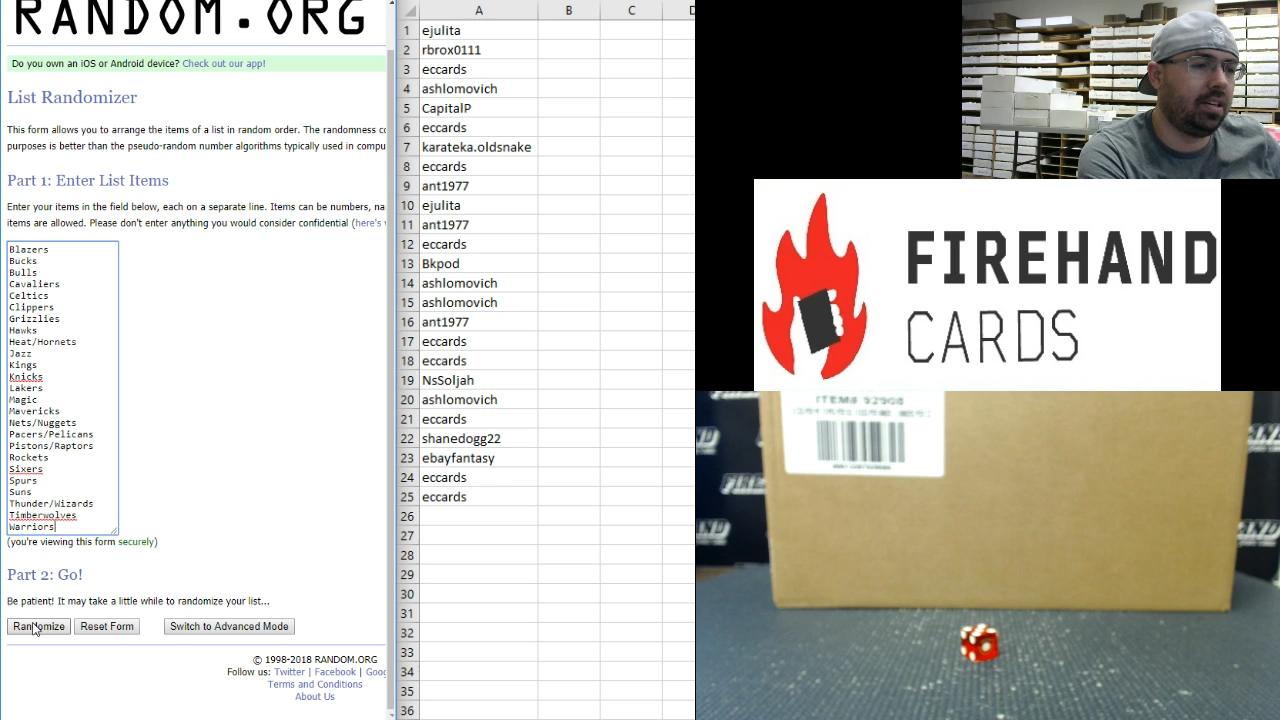 RANDOM.ORG
Do you own an iOS or Android device? Check out our app!
List Randomizer
This form allows you to arrange the items of a list in random order. The randomness co
purposes is better than the pseudo-random number algorithms typically used in compu
Part 1: Enter List Items
Enter your items in the field below, each on a separate line. Items can be numbers, na
items are allowed. Please don't enter anything you would consider confidential (here's
Blazers
Bucks
Bulls
Cavaliers
Celtics
Clippers
Grizzlies
Hawks
Heat/Hornets
Jazz
Kings
Knicks
Lakers
Magic
Mavericks
Nets/Nuggets
Pacers/Pelicans
Pistons/Raptors
Rockets
Sixers
Spurs
Suns
Thunder/Wizards
Timberwolves
Warriors
(you're viewing this form securely)
Part 2: Go!
Be patient! It may take a little while to randomize your list...
Randomize Reset Form Switch to Advanced Mode
© 1998-2018 RANDOM.ORG
Follow us: Twitter | Facebook | Goog
Terms and Conditions
About Us
A B C D
1 ejulita
2 rbrox0111
3 eccards
4 ashlomovich
5 CapitalP
6 eccards
7 karateka.oldsnake
8 eccards
9 ant1977
10 ejulita
11 ant1977
12 eccards
13 Bkpod
14 ashlomovich
15 ashlomovich
16 ant1977
17 eccards
18 eccards
19 NsSoljah
20 ashlomovich
21 eccards
22 shanedogg22
23 ebayfantasy
24 eccards
25 eccards
26
27
28
29
30
31
32
33
34
35
36
FIREHAND
CARDS
ITEM# 92908